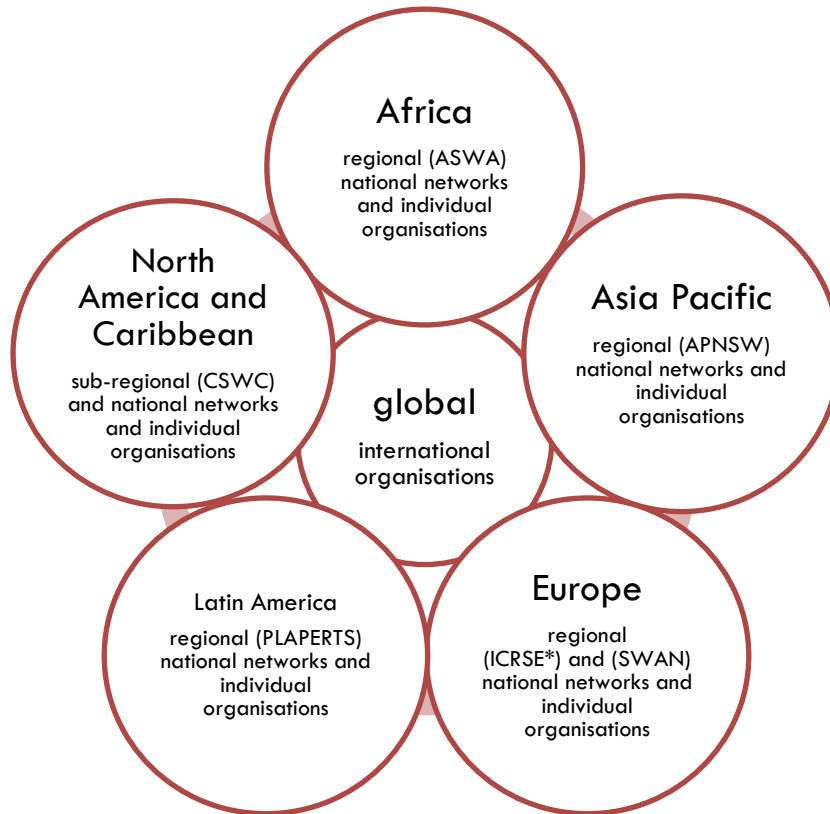 Africa
regional (ASWA)
national networks
and individual
organisations
North
America and
Caribbean
sub-regional (CSWC)
and national networks
and individual
organisations
Asia Pacific
regional (APNSW)
national networks and
individual
organisations
global
international
organisations
Latin America
regional (PLAPERTS)
national networks and
individual
organisations
Europe
regional
(ICRSE*) and (SWAN)
national networks and
individual
organisations